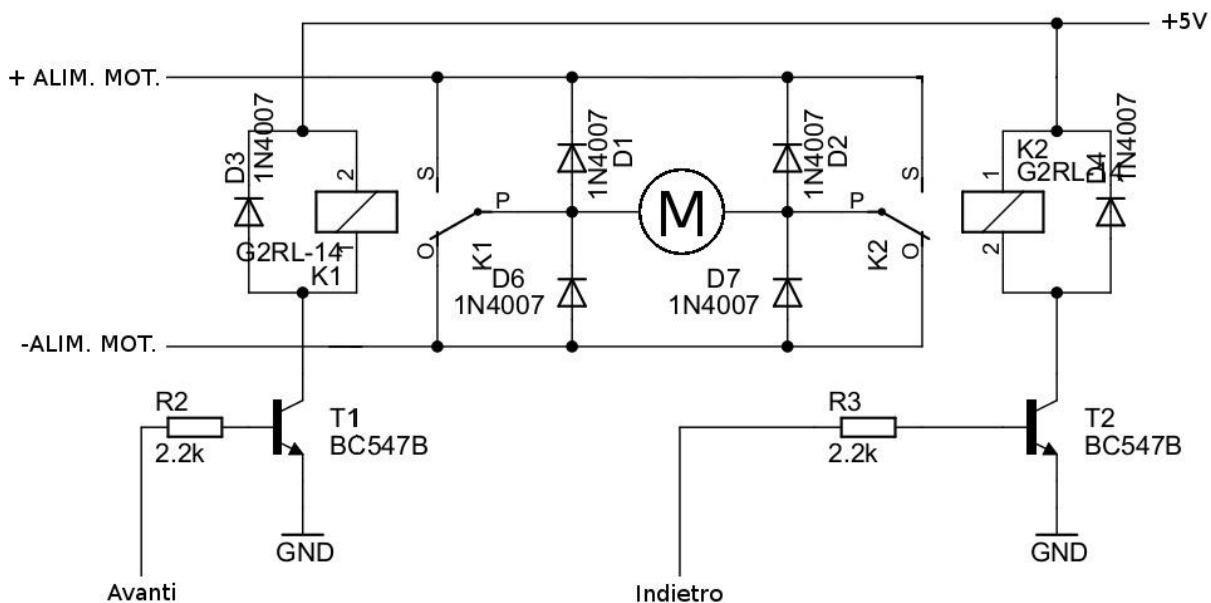 +5V
+ ALIM. MOT.
D3
1N4007
2
1
G2RL-14
K1
S
O
P
K1
1N4007
D1
M
1N4007
D2
P
S
O
K2
D6
1N4007
D7
1N4007
K2
G2RL-14
1
2
D4
1N4007
-ALIM. MOT.
R2
2.2k
T1
BC547B
GND
Avanti
R3
2.2k
T2
BC547B
GND
Indietro